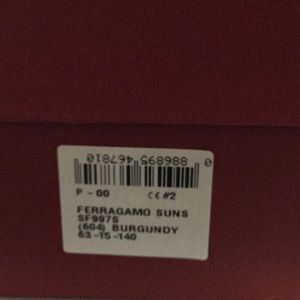 0 886895 467810
P - 00 CE #2
FERRAGAMO SUNS
SF997S
(604) BURGUNDY
63 -15 -140